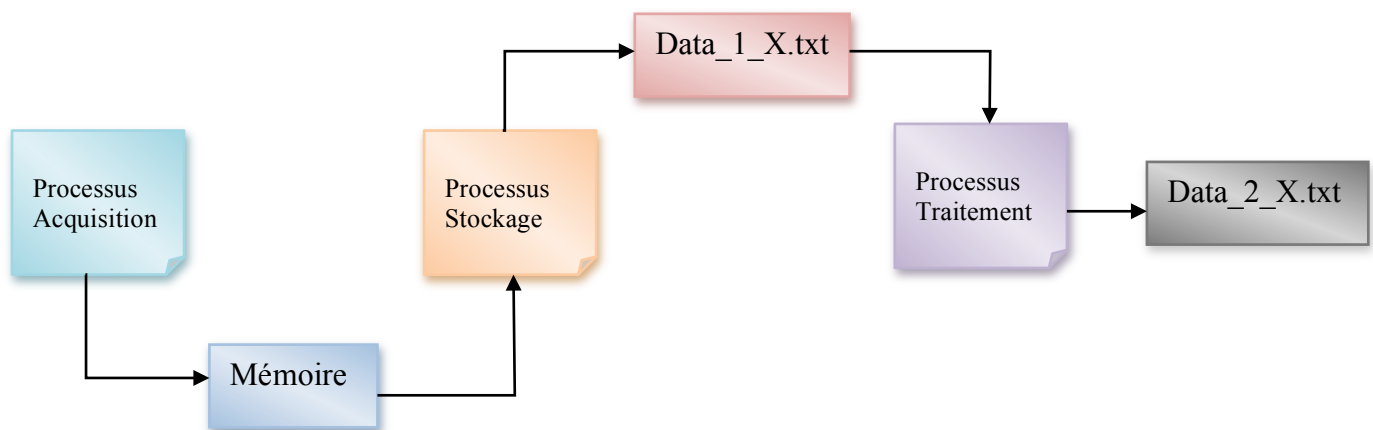 Data_1_X.txt
Processus
Acquisition
Processus
Stockage
Processus
Traitement
Data_2_X.txt
Mémoire